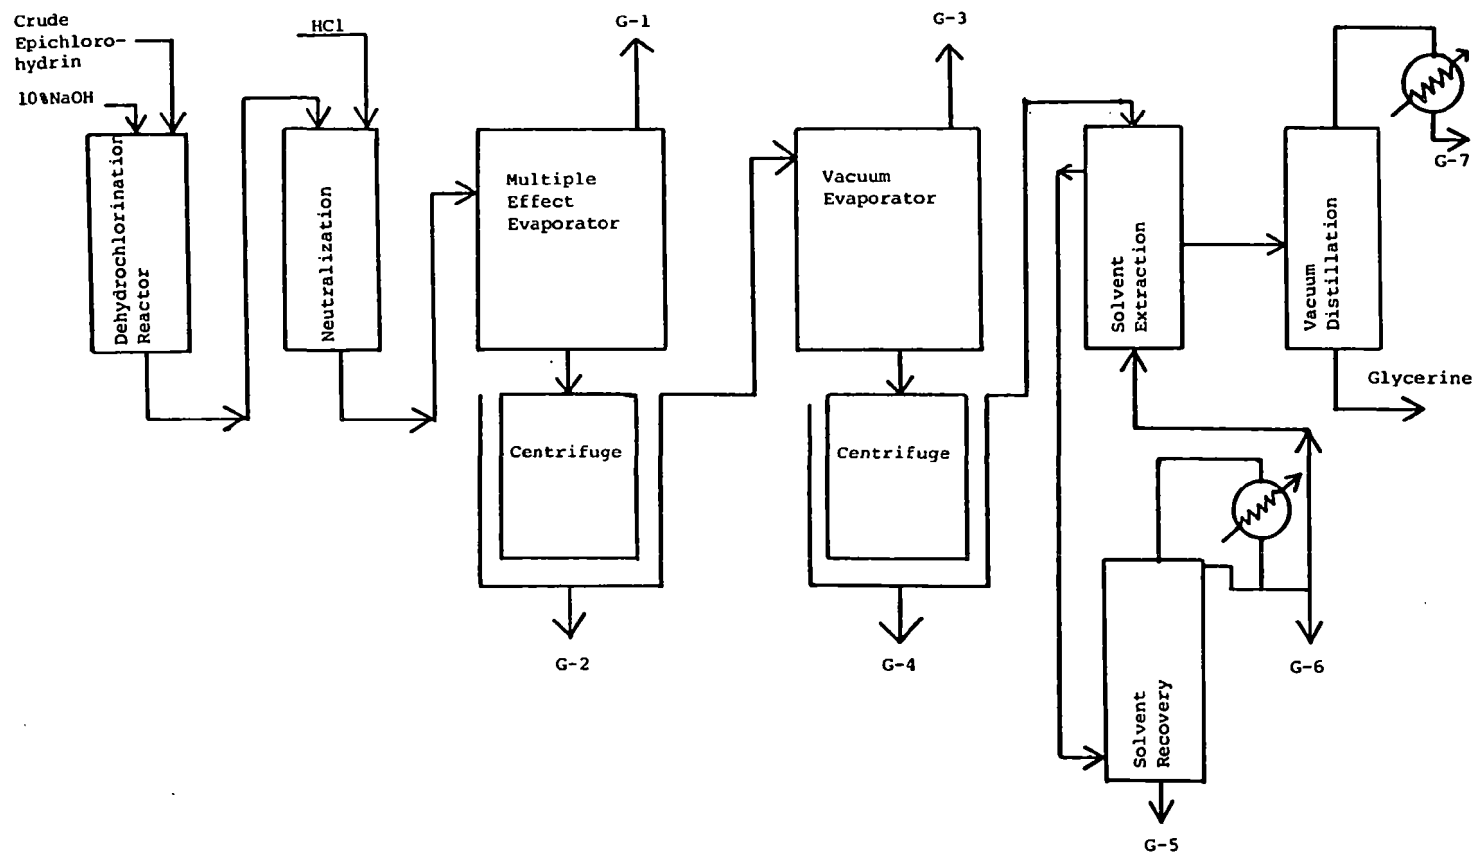 Crude
Epichloro-
hydrin
10%NaOH
HCl
G-1
G-3
G-7
Dehydrochlorination
Reactor
Neutralization
Multiple
Effect
Evaporator
Vacuum
Evaporator
Solvent
Extraction
Vacuum
Distillation
Glycerine
Centrifuge
Centrifuge
G-2
G-4
G-6
Solvent
Recovery
G-5